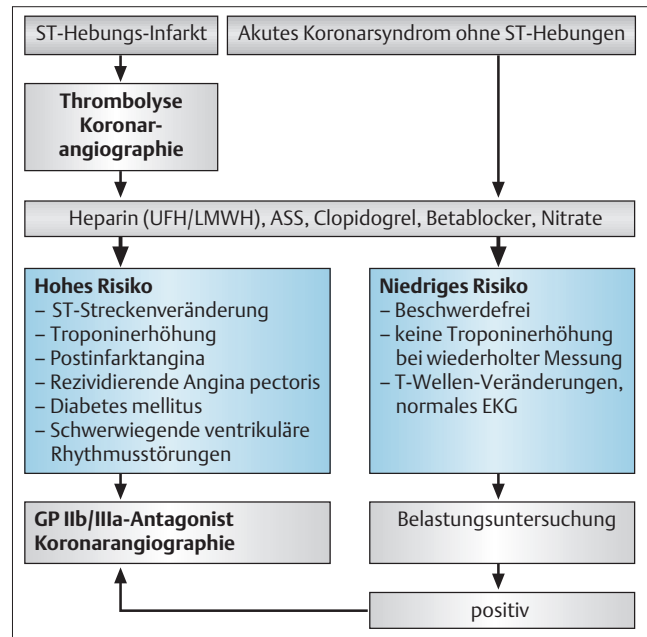 ST-Hebungs-Infarkt
Akutes Koronarsyndrom ohne ST-Hebungen
Thrombolyse
Koronar-
angiographie
Heparin (UFH/LMWH), ASS, Clopidogrel, Betablocker, Nitrate
Hohes Risiko
– ST-Streckenveränderung
– Troponinerhöhung
– Postinfarktangina
– Rezividierende Angina pectoris
– Diabetes mellitus
– Schwerwiegende ventrikuläre
Rhythmusstörungen
Niedriges Risiko
– Beschwerdefrei
– keine Troponinerhöhung
bei wiederholter Messung
– T-Wellen-Veränderungen,
normales EKG
GP IIb/IIIa-Antagonist
Koronarangiographie
Belastungsuntersuchung
positiv